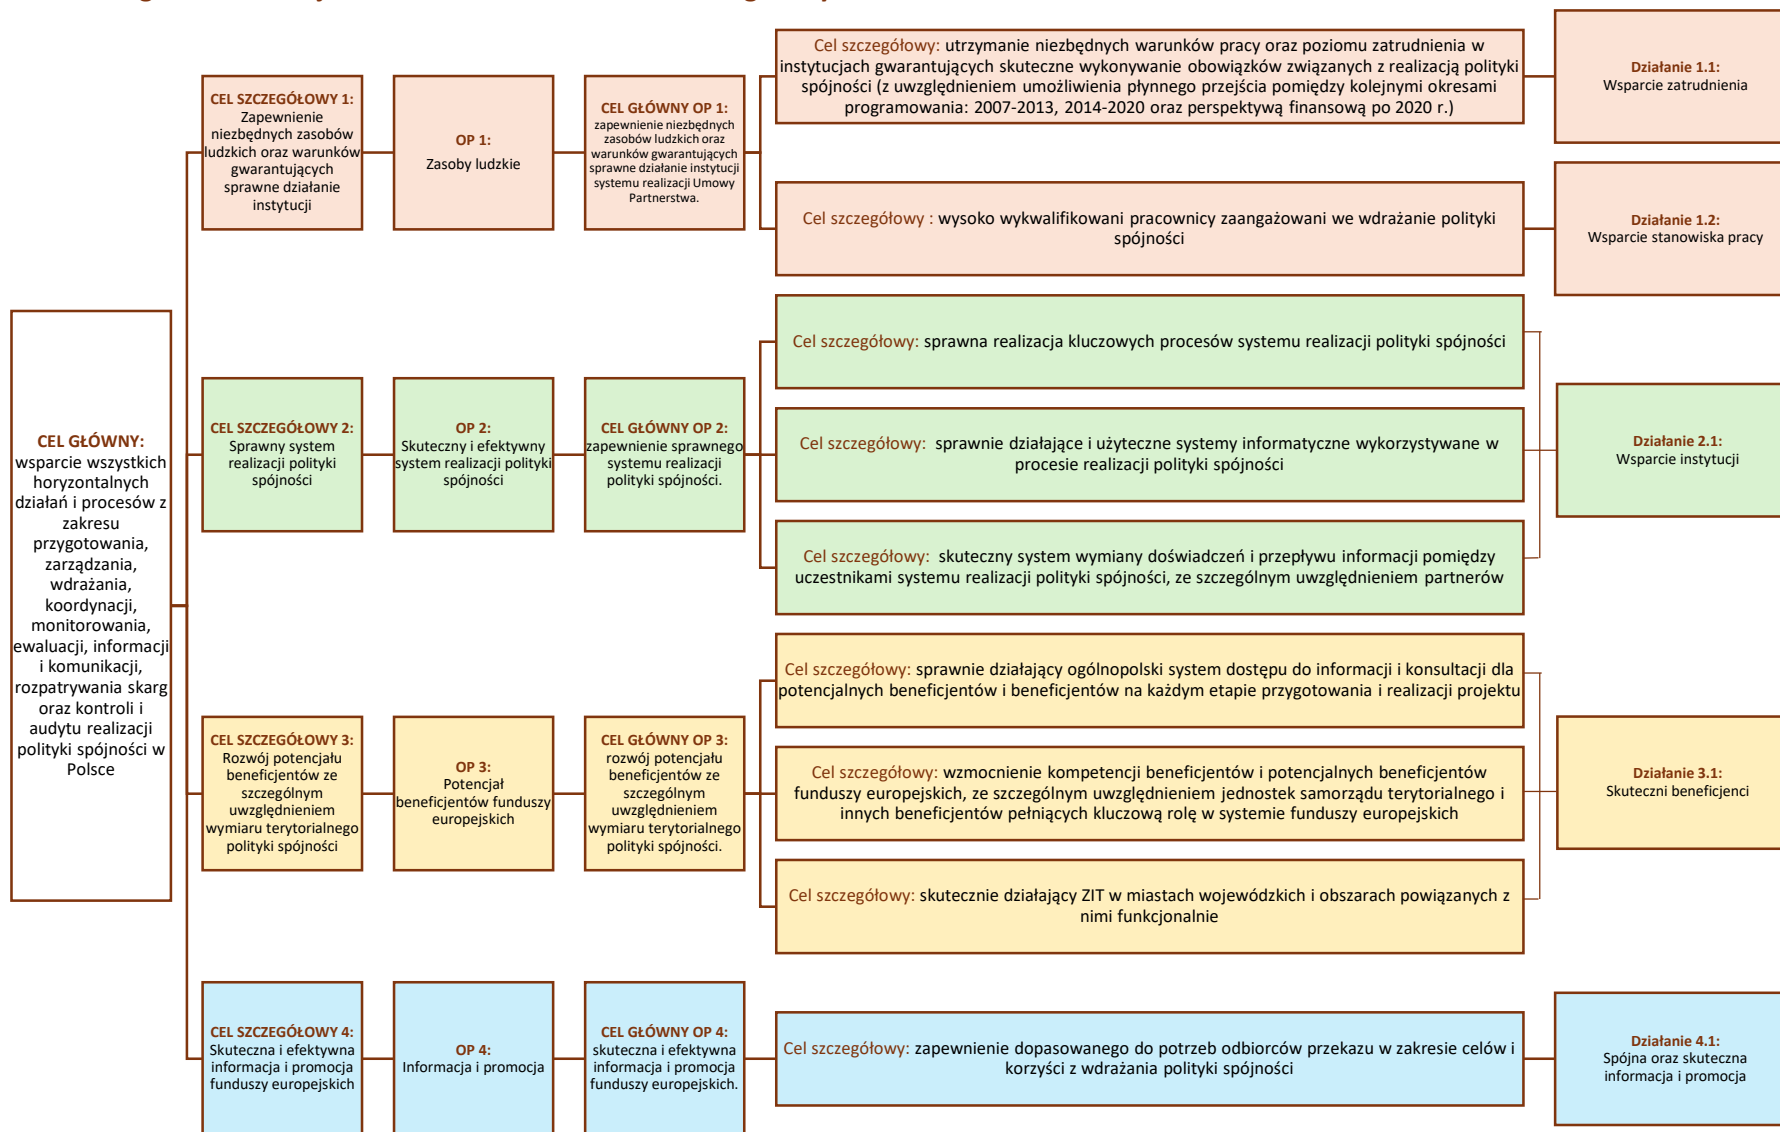 CEL GŁÓWNY:
wsparcie wszystkich
horyzontalnych
działań i procesów z
zakresu
przygotowania,
zarządzania,
wdrażania,
koordynacji,
monitorowania,
ewaluacji, informacji
i komunikacji,
rozpatrywania skarg
oraz kontroli i
audytu realizacji
polityki spójności w
Polsce
CEL SZCZEGÓŁOWY 1:
Zapewnienie
niezbędnych zasobów
ludzkich oraz warunków
gwarantujących
sprawne działanie
instytucji
OP 1:
Zasoby ludzkie
CEL GŁÓWNY OP 1:
zapewnienie niezbędnych
zasobów ludzkich oraz
warunków gwarantujących
sprawne działanie instytucji
systemu realizacji Umowy
Partnerstwa.
Cel szczegółowy: utrzymanie niezbędnych warunków pracy oraz poziomu zatrudnienia w
instytucjach gwarantujących skuteczne wykonywanie obowiązków związanych z realizacją polityki
spójności (z uwzględnieniem umożliwienia płynnego przejścia pomiędzy kolejnymi okresami
programowania: 2007-2013, 2014-2020 oraz perspektywą finansową po 2020 r.)
Działanie 1.1:
Wsparcie zatrudnienia
Cel szczegółowy : wysoko wykwalifikowani pracownicy zaangażowani we wdrażanie polityki
spójności
Działanie 1.2:
Wsparcie stanowiska pracy
CEL SZCZEGÓŁOWY 2:
Sprawny system
realizacji polityki
spójności
OP 2:
Skuteczny i efektywny
system realizacji polityki
spójności
CEL GŁÓWNY OP 2:
zapewnienie sprawnego
systemu realizacji
polityki spójności.
Cel szczegółowy: sprawna realizacja kluczowych procesów systemu realizacji polityki spójności
Cel szczegółowy: sprawnie działające i użyteczne systemy informatyczne wykorzystywane w
procesie realizacji polityki spójności
Cel szczegółowy: skuteczny system wymiany doświadczeń i przepływu informacji pomiędzy
uczestnikami systemu realizacji polityki spójności, ze szczególnym uwzględnieniem partnerów
Działanie 2.1:
Wsparcie instytucji
CEL SZCZEGÓŁOWY 3:
Rozwój potencjału
beneficjentów ze
szczególnym
uwzględnieniem
wymiaru terytorialnego
polityki spójności
OP 3:
Potencjał
beneficjentów funduszy
europejskich
CEL GŁÓWNY OP 3:
rozwój potencjału
beneficjentów ze
szczególnym
uwzględnieniem
wymiaru terytorialnego
polityki spójności.
Cel szczegółowy: sprawnie działający ogólnopolski system dostępu do informacji i konsultacji dla
potencjalnych beneficjentów i beneficjentów na każdym etapie przygotowania i realizacji projektu
Cel szczegółowy: wzmocnienie kompetencji beneficjentów i potencjalnych beneficjentów
funduszy europejskich, ze szczególnym uwzględnieniem jednostek samorządu terytorialnego i
innych beneficjentów pełniących kluczową rolę w systemie funduszy europejskich
Cel szczegółowy: skutecznie działający ZIT w miastach wojewódzkich i obszarach powiązanych z
nimi funkcjonalnie
Działanie 3.1:
Skuteczni beneficjenci
CEL SZCZEGÓŁOWY 4:
Skuteczna i efektywna
informacja i promocja
funduszy europejskich
OP 4:
Informacja i promocja
CEL GŁÓWNY OP 4:
skuteczna i efektywna
informacja i promocja
funduszy europejskich.
Cel szczegółowy: zapewnienie dopasowanego do potrzeb odbiorców przekazu w zakresie celów i
korzyści z wdrażania polityki spójności
Działanie 4.1:
Spójna oraz skuteczna
informacja i promocja